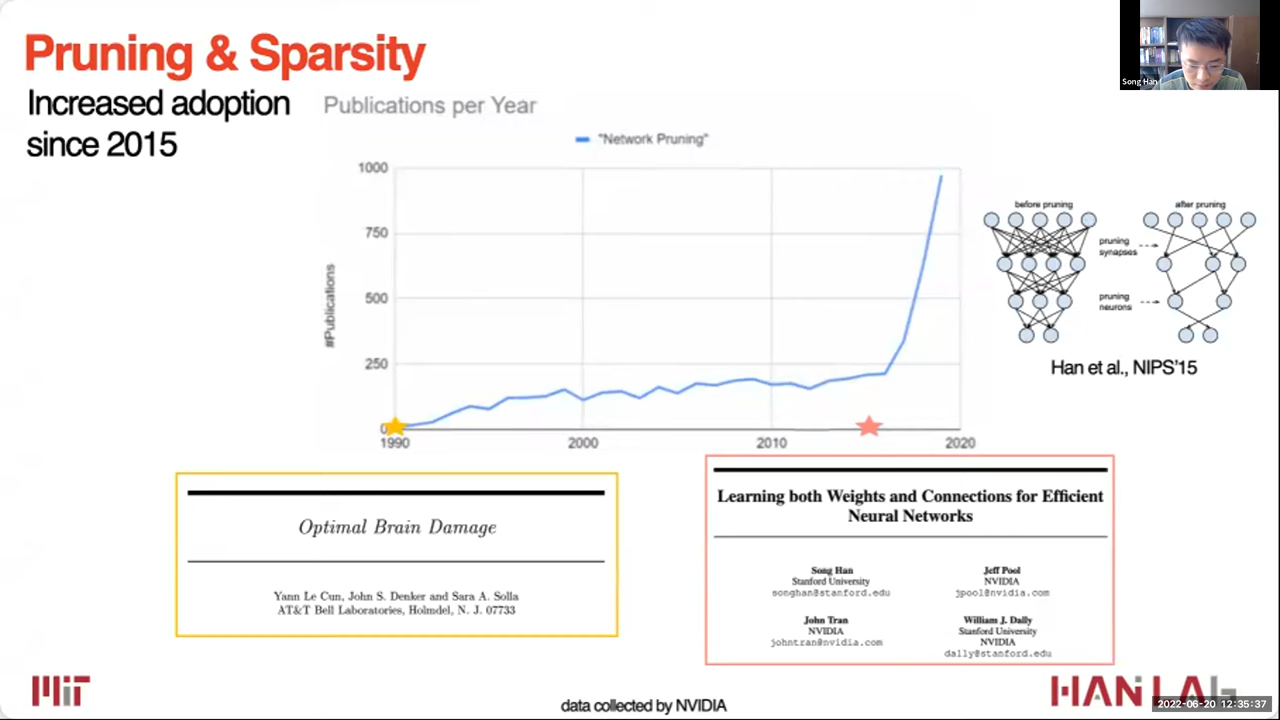 Pruning & Sparsity
Increased adoption
since 2015
Publications per Year
"Network Pruning"
#Publications
1000
750
500
250
0
1990
2000
2010
2020
before pruning
after pruning
pruning
synapses
pruning
neurons
Han et al., NIPS'15
Optimal Brain Damage
Yann Le Cun, John S. Denker and Sara A. Solla
AT&T Bell Laboratories, Holmdel, N. J. 07733
Learning both Weights and Connections for Efficient
Neural Networks
Song Han
Stanford University
songhan@stanford.edu
Jeff Pool
NVIDIA
jpool@nvidia.com
John Tran
NVIDIA
johntran@nvidia.com
William J. Dally
Stanford University
NVIDIA
dally@stanford.edu
MIT
data collected by NVIDIA
HAN LAB
2022-06-20 12:35:37
Song Han